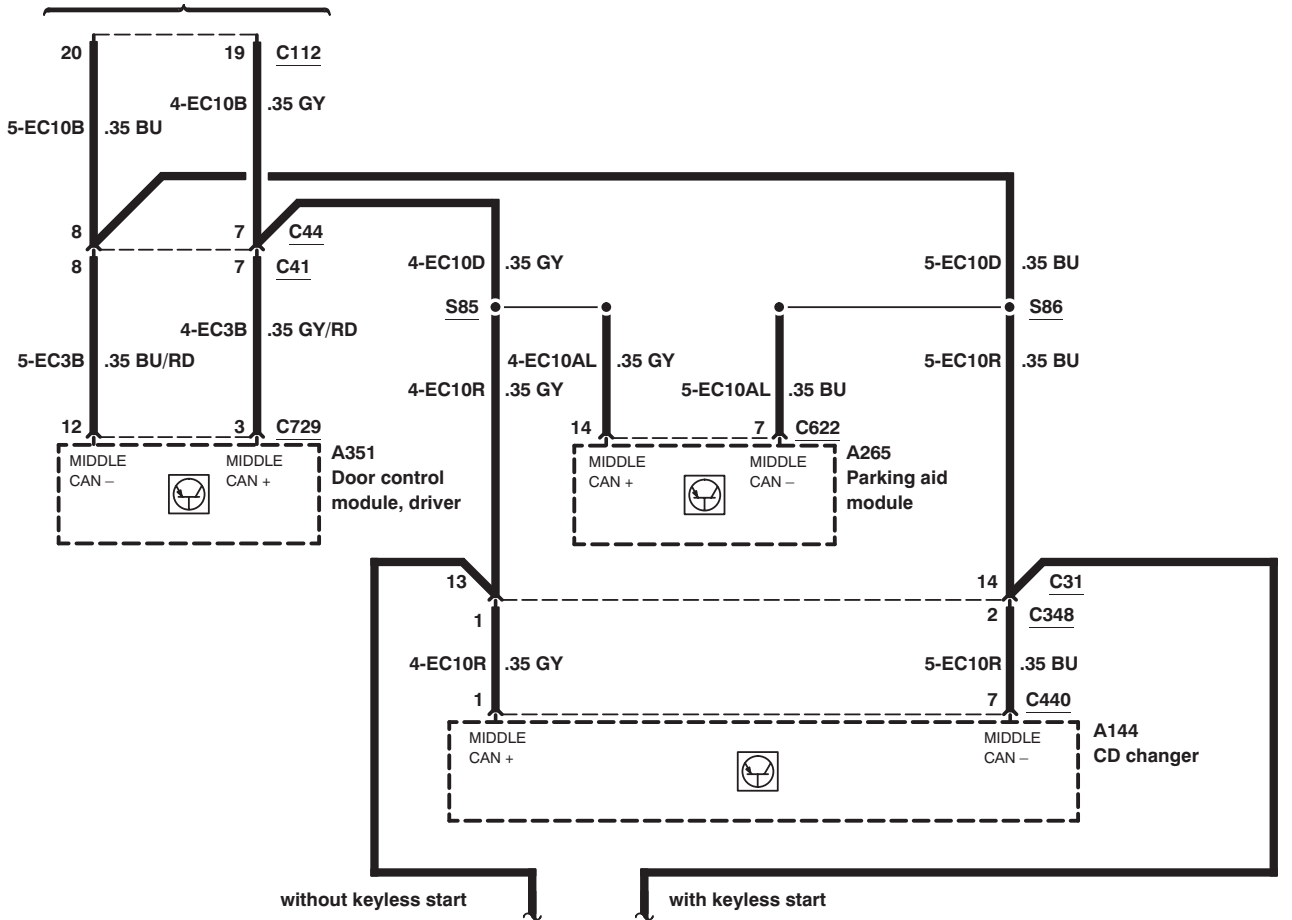 20 19 C112
4-EC10B .35 GY
5-EC10B .35 BU
8 7 C44
8 7 C41
4-EC10D .35 GY 5-EC10D .35 BU
S85 S86
4-EC3B .35 GY/RD
5-EC3B .35 BU/RD 4-EC10AL .35 GY 5-EC10R .35 BU
4-EC10R .35 GY 5-EC10AL .35 BU
12 3 C729 14 7 C622
A351
Door control
module, driver
MIDDLE
CAN –
MIDDLE
CAN +
MIDDLE
CAN +
MIDDLE
CAN –
A265
Parking aid
module
13 14 C31
1 2 C348
4-EC10R .35 GY 5-EC10R .35 BU
1 7 C440
MIDDLE
CAN +
MIDDLE
CAN –
A144
CD changer
without keyless start with keyless start